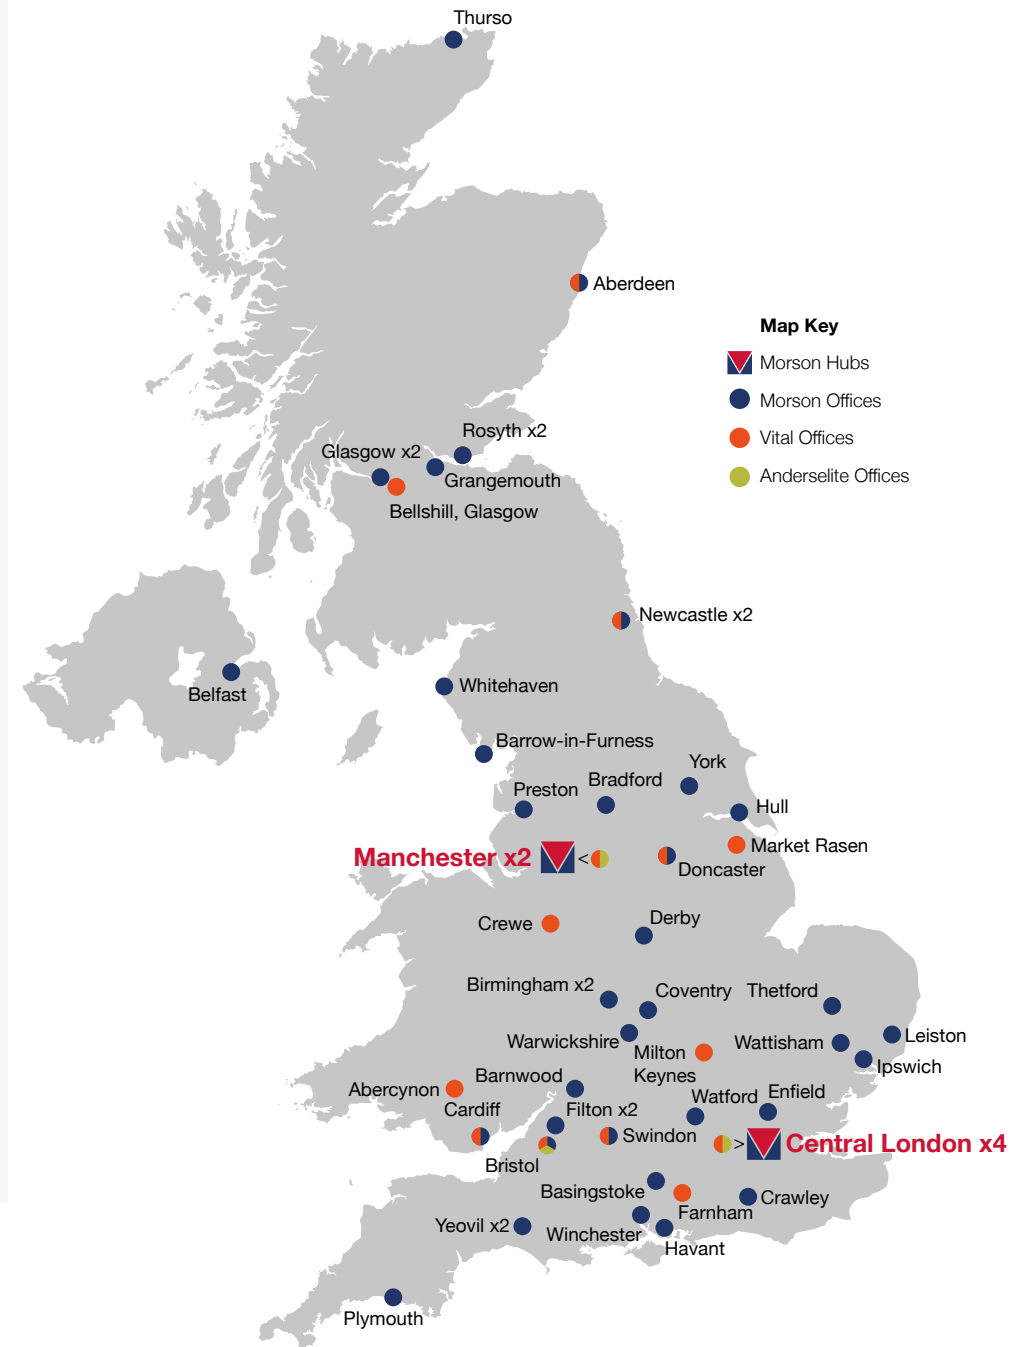 Thurso
Aberdeen
Map Key
Morson Hubs
Morson Offices
Vital Offices
Anderselite Offices
Rosyth x2
Glasgow x2
Grangemouth
Bellshill, Glasgow
Newcastle x2
Belfast
Whitehaven
Barrow-in-Furness
York
Bradford
Preston
Hull
Market Rasen
Manchester x2 <
Doncaster
Crewe
Derby
Birmingham x2
Coventry
Thetford
Leiston
Warwickshire
Wattisham
Milton
Keynes
Ipswich
Barnwood
Abercynon
Watford
Enfield
Cardiff
Filton x2
Swindon
> Central London x4
Bristol
Basingstoke
Crawley
Farnham
Yeovil x2
Winchester
Havant
Plymouth